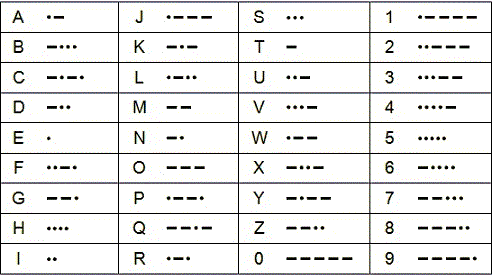 A •− J •−−− S ••• 1 •−−−−
B −••• K −•− T − 2 ••−−−
C −•−• L •−•• U ••− 3 •••−−
D −•• M −− V •••− 4 ••••−
E • N −• W •−− 5 •••••
F ••−• O −−− X −••− 6 −••••
G −−• P •−−• Y −•−− 7 −−•••
H •••• Q −−•− Z −−•• 8 −−−••
I •• R •−• 0 −−−−− 9 −−−−•